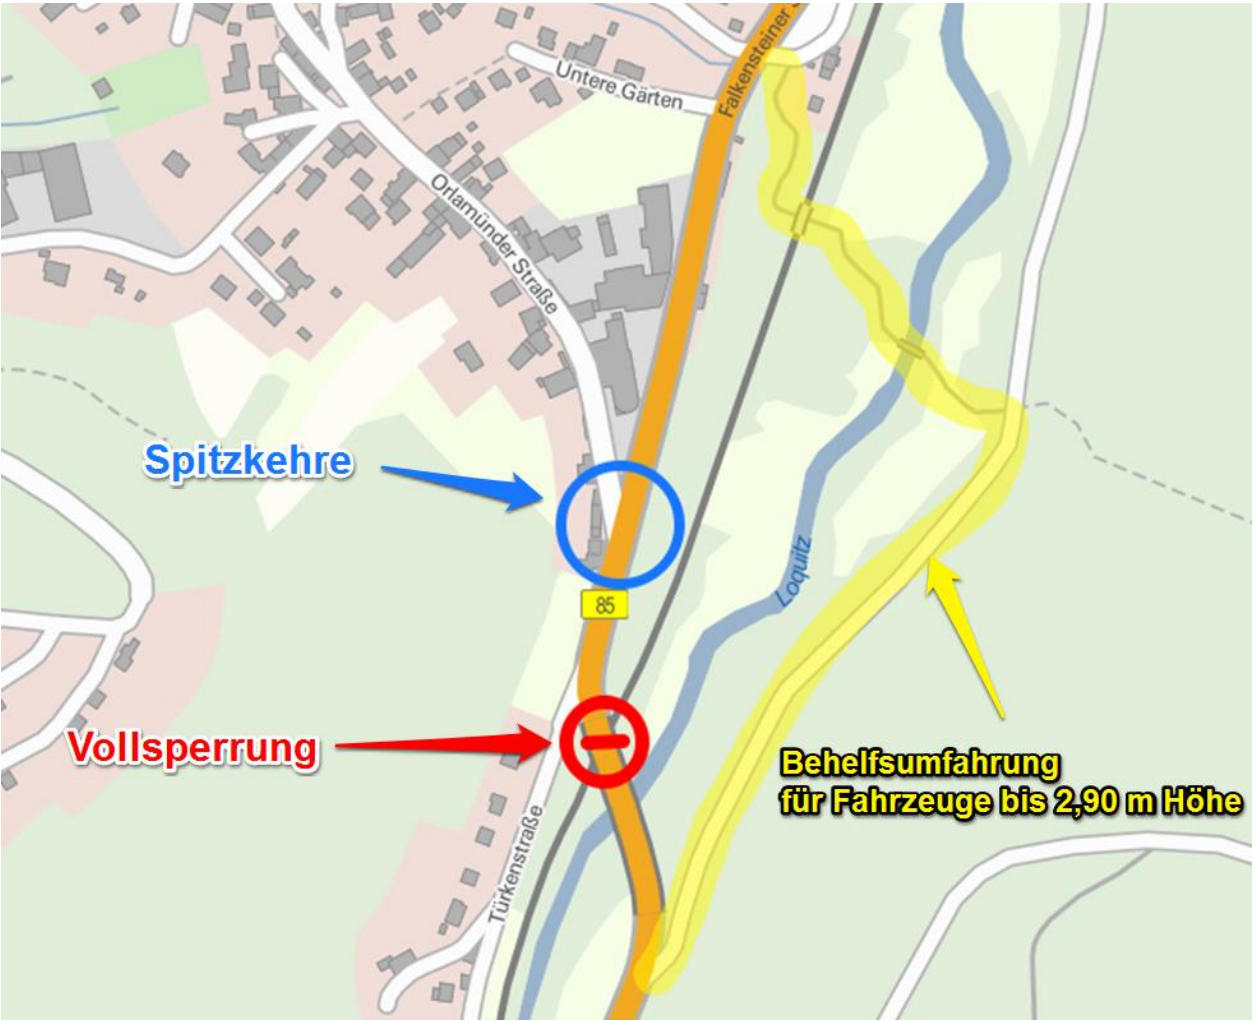 Falkensteiner S
Untere Gärten
Orlamünder Straße
Spitzkehre
Loquitz
85
Vollsperrung
Behelfsumfahrung
für Fahrzeuge bis 2,90 m Höhe
Türkenstraße